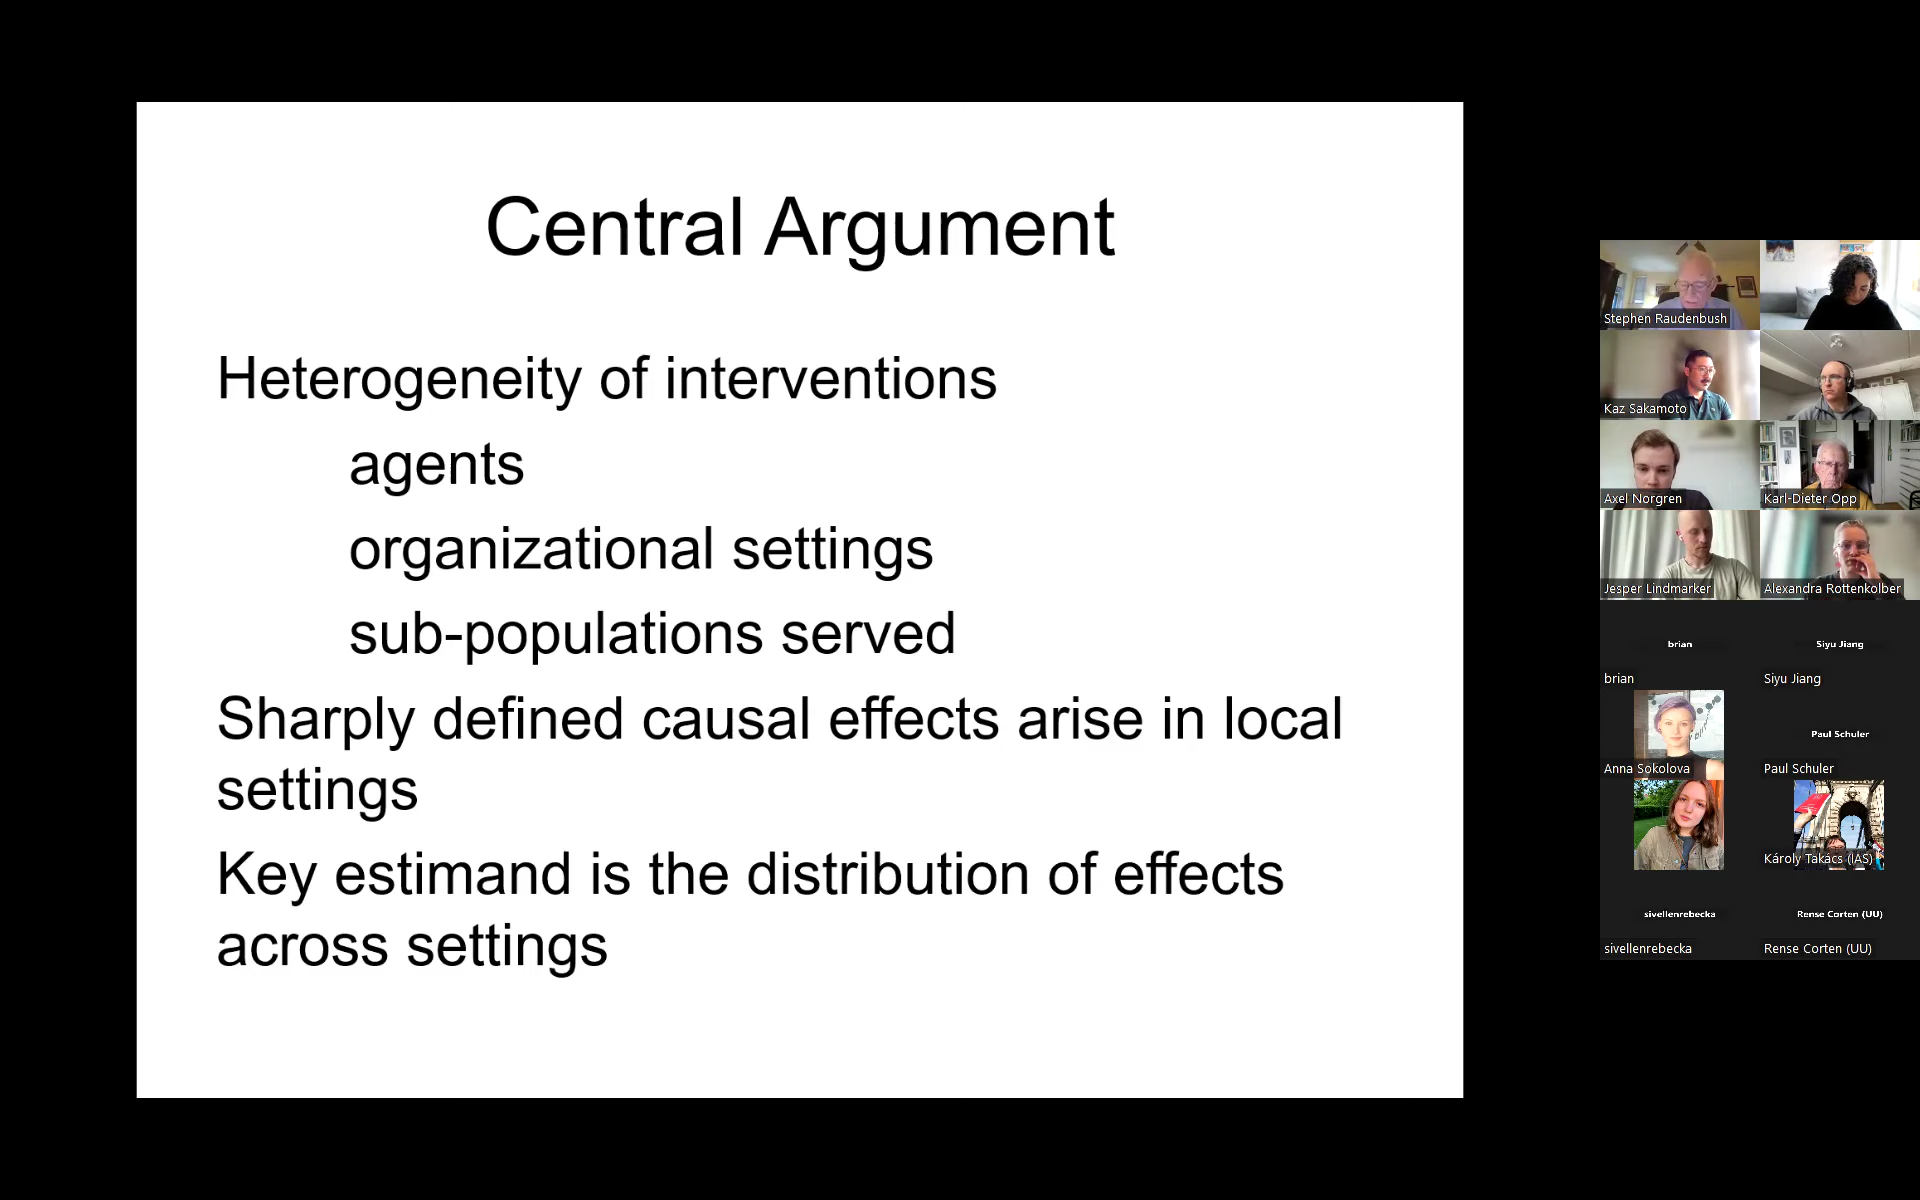 Central Argument
Heterogeneity of interventions
agents
organizational settings
sub-populations served
Sharply defined causal effects arise in local
settings
Key estimand is the distribution of effects
across settings
Stephen Raudenbush
Kaz Sakamoto
Axel Norgren
Karl-Dieter Opp
Jesper Lindmarker
Alexandra Rottenkolber
brian
Siyu Jiang
brian
Siyu Jiang
Paul Schuler
Anna Sokolova
Paul Schuler
Károly Takács (IAS)
sivellenrebecka
Rense Corten (UU)
sivellenrebecka
Rense Corten (UU)